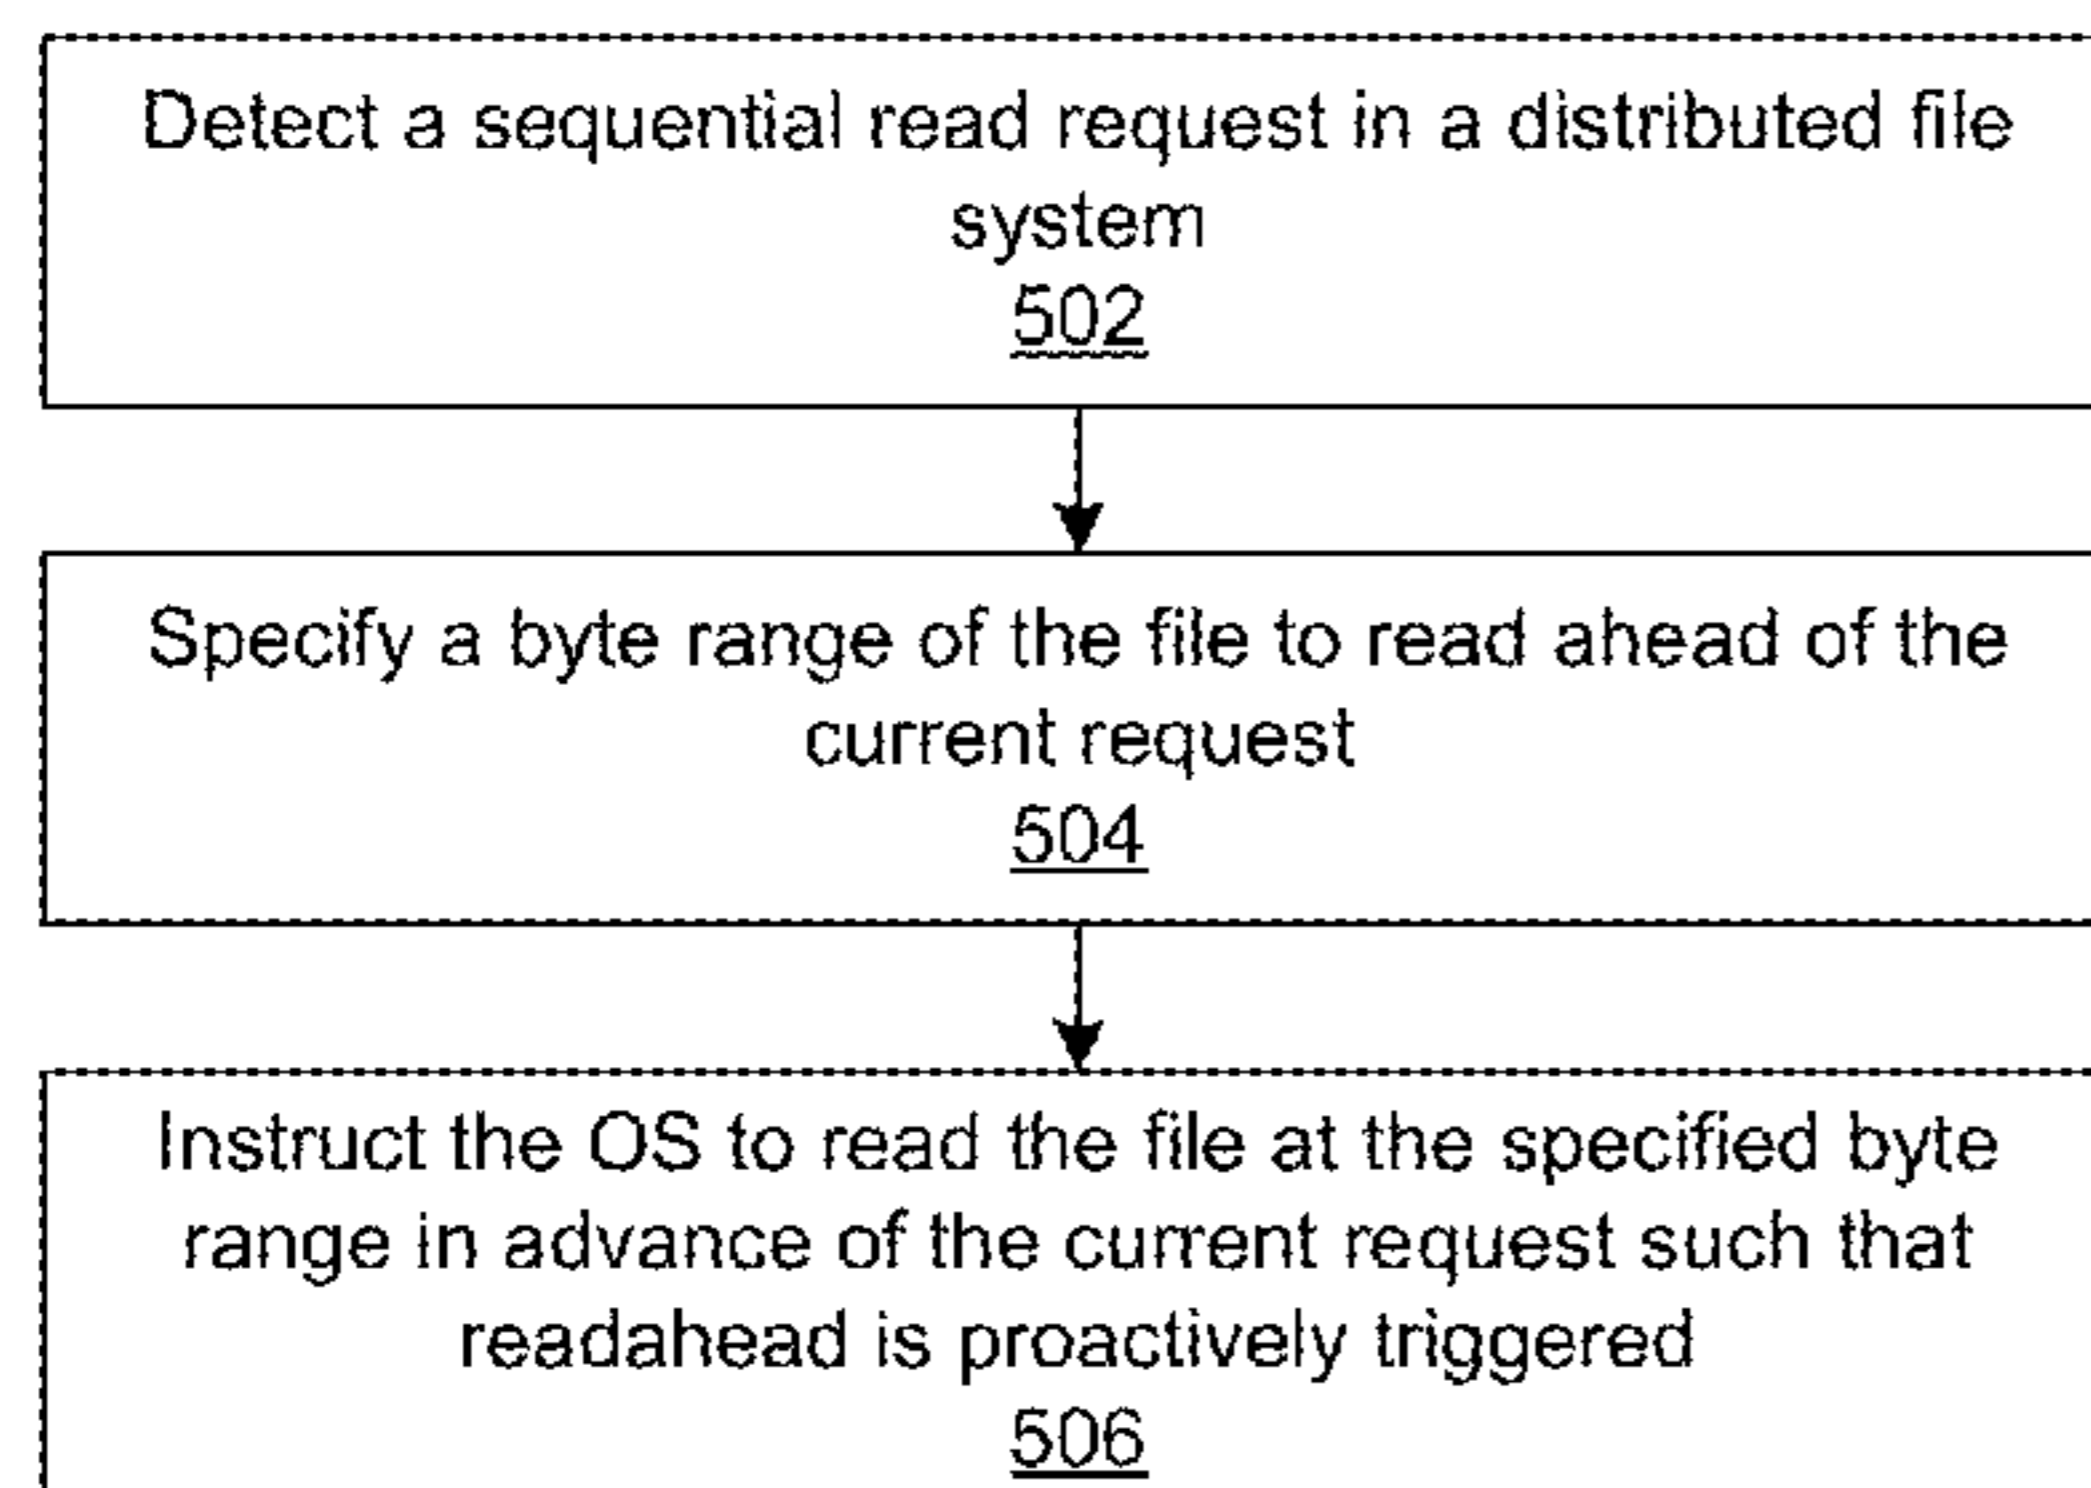 Detect a sequential read request in a distributed file
system
502
Specify a byte range of the file to read ahead of the
current request
504
Instruct the OS to read the file at the specified byte
range in advance of the current request such that
readahead is proactively triggered
506